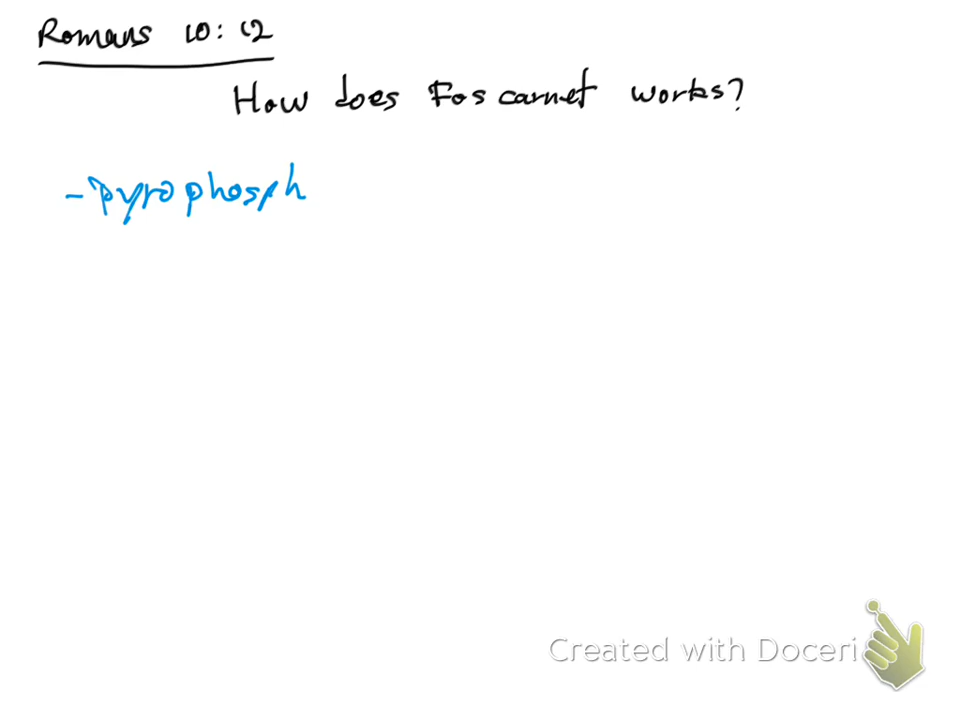 Romans 10:12
How does Foscarnet works?
- pyrophosph
Created with Doceri